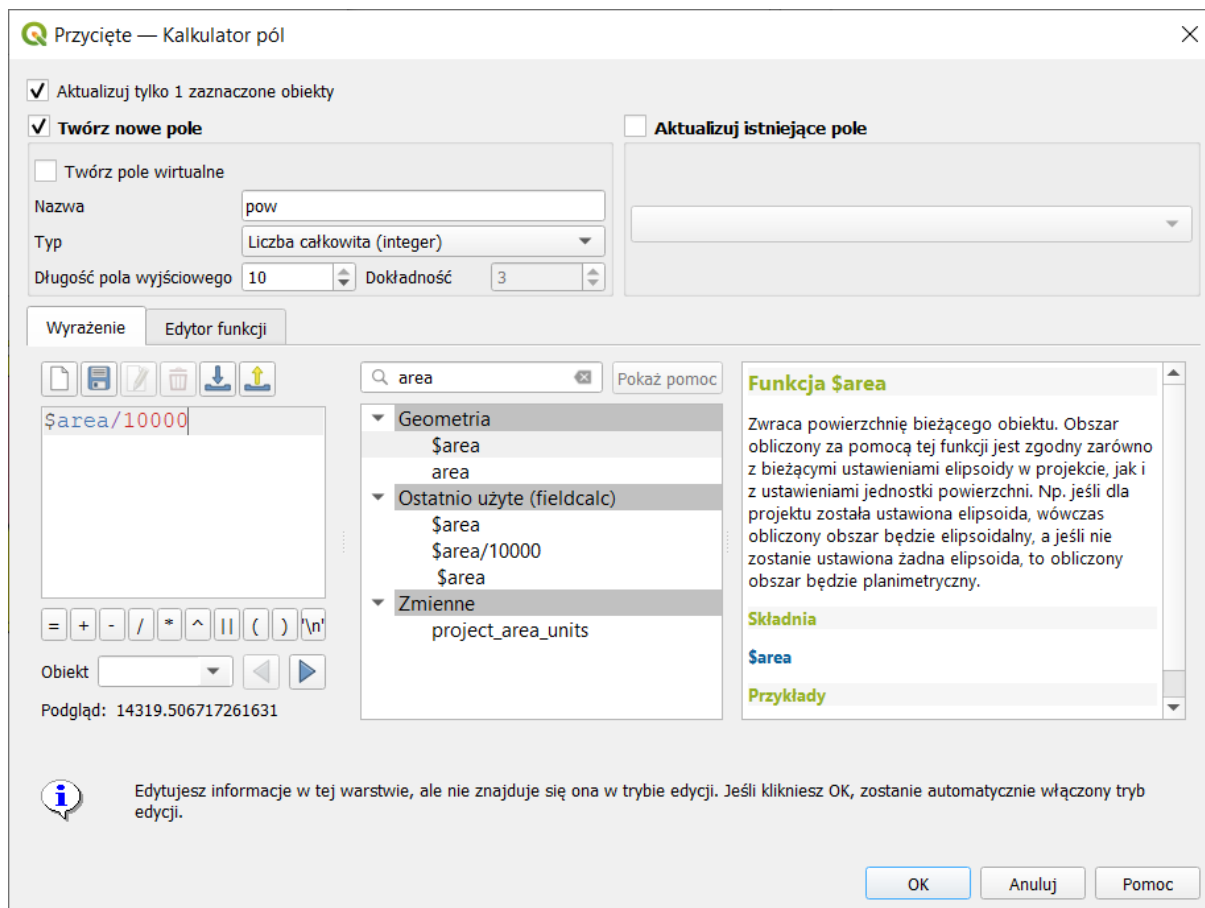 Przycięte — Kalkulator pól
Aktualizuj tylko 1 zaznaczone obiekty
Twórz nowe pole
Aktualizuj istniejące pole
Twórz pole wirtualne
Nazwa pow
Typ Liczba całkowita (integer)
Długość pola wyjściowego 10 Dokładność 3
Wyrażenie Edytor funkcji
$area/10000
= + - / * ^ || ( ) '\n'
Obiekt
Podgląd: 14319.506717261631
area Pokaż pomoc
Geometria
$area
area
Ostatnio użyte (fieldcalc)
$area
$area/10000
$area
Zmienne
project_area_units
Funkcja $area
Zwraca powierzchnię bieżącego obiektu. Obszar
obliczony za pomocą tej funkcji jest zgodny zarówno
z bieżącymi ustawieniami elipsoidy w projekcie, jak i
z ustawieniami jednostki powierzchni. Np. jeśli dla
projektu została ustawiona elipsoida, wówczas
obliczony obszar będzie elipsoidalny, a jeśli nie
zostanie ustawiona żadna elipsoida, to obliczony
obszar będzie planimetryczny.
Składnia
$area
Przykłady
Edytujesz informacje w tej warstwie, ale nie znajduje się ona w trybie edycji. Jeśli klikniesz OK, zostanie automatycznie włączony tryb
edycji.
OK Anuluj Pomoc